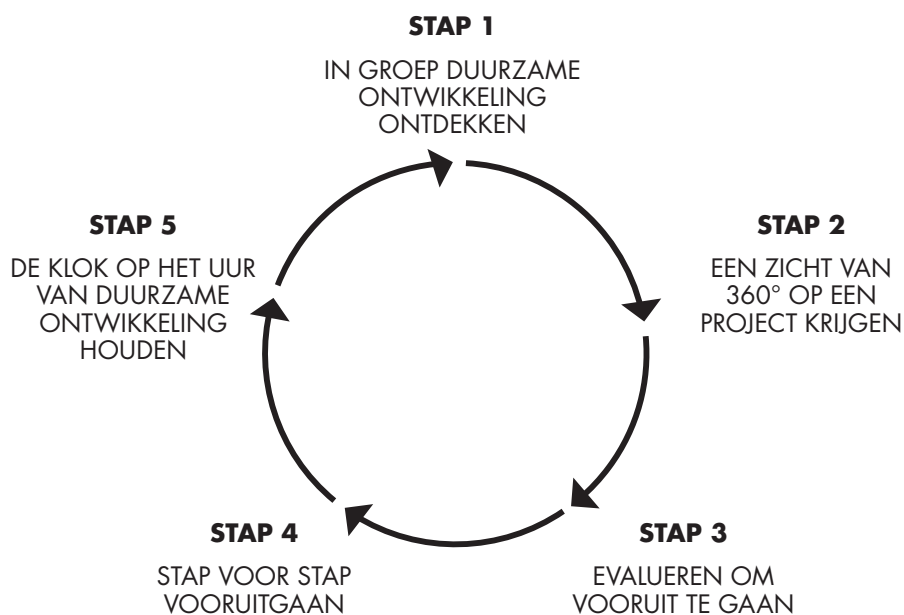 STAP 1
IN GROEP DUURZAME
ONTWIKKELING
ONTDEKKEN
STAP 2
EEN ZICHT VAN
360° OP EEN
PROJECT KRIJGEN
STAP 3
EVALUEREN OM
VOORUIT TE GAAN
STAP 4
STAP VOOR STAP
VOORUITGAAN
STAP 5
DE KLOK OP HET UUR
VAN DUURZAME
ONTWIKKELING
HOUDEN